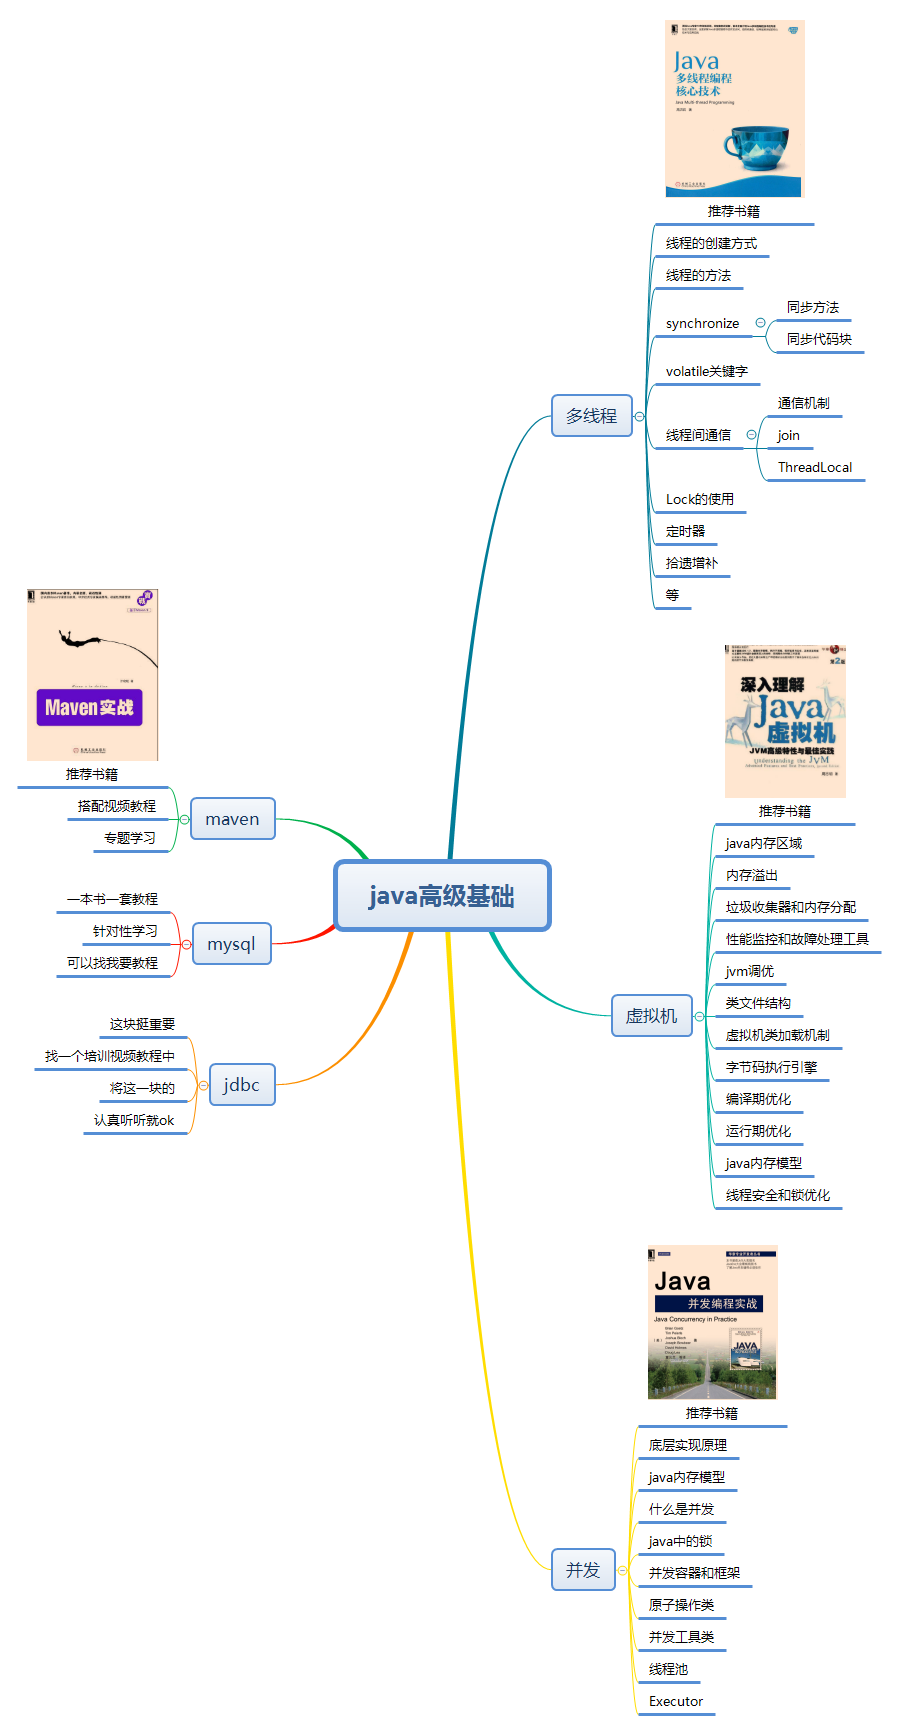 Java
多线程编程
核心技术
Java Multi-thread Programming
推荐书籍
线程的创建方式
线程的方法
synchronize
同步方法
同步代码块
volatile关键字
多线程
线程间通信
通信机制
join
ThreadLocal
Lock的使用
定时器
拾遗增补
等
Maven实战
推荐书籍
搭配视频教程
专题学习
maven
java高级基础
一本书一套教程
针对性学习
可以找我要教程
mysql
这块挺重要
找一个培训视频教程中
将这一块的
认真听听就ok
jdbc
第2版
深入理解
Java
虚拟机
JVM高级特性与最佳实践
Understanding the JVM
推荐书籍
java内存区域
内存溢出
垃圾收集器和内存分配
性能监控和故障处理工具
jvm调优
类文件结构
虚拟机
虚拟机类加载机制
字节码执行引擎
编译期优化
运行期优化
java内存模型
线程安全和锁优化
Java
并发编程实战
Java Concurrency in Practice
JAVA
推荐书籍
底层实现原理
java内存模型
什么是并发
java中的锁
并发
并发容器和框架
原子操作类
并发工具类
线程池
Executor